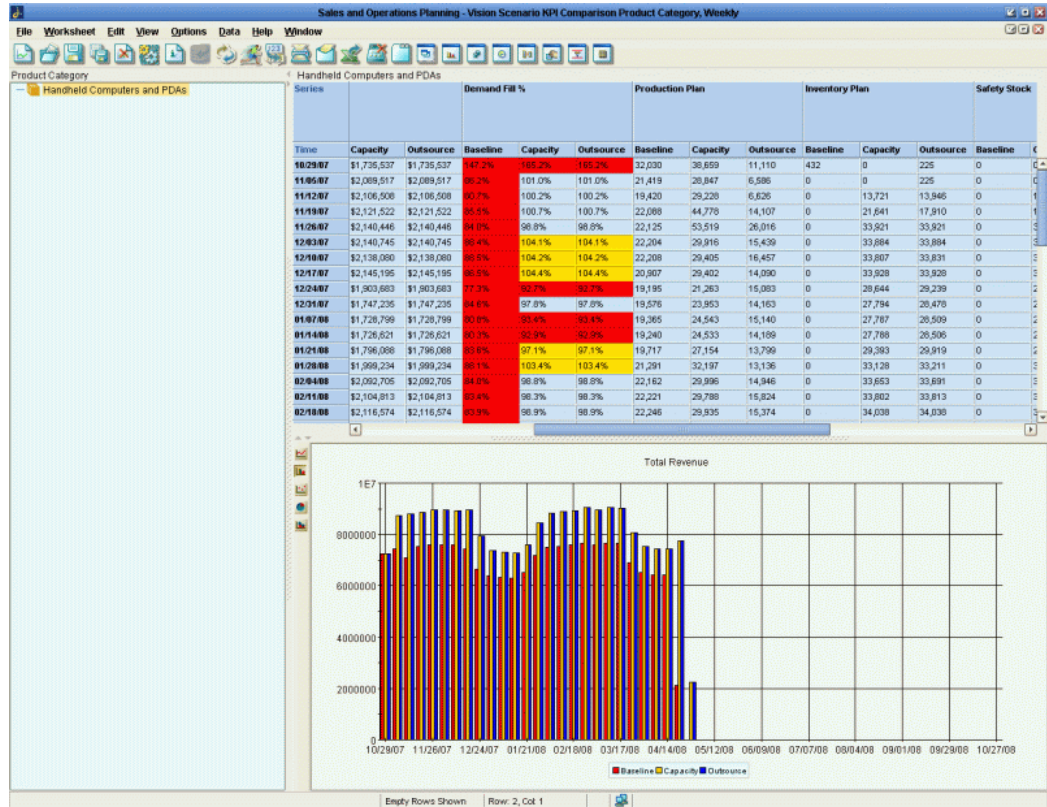 Sales and Operations Planning - Vision Scenario KPI Comparison Product Category, Weekly
File Worksheet Edit View Options Data Help Window
Product Category
Handheld Computers and PDAs
Handheld Computers and PDAs
Series Demand Fill % Production Plan Inventory Plan Safety Stock
Time Capacity Outsource Baseline Capacity Outsource Baseline Capacity Outsource Baseline Capacity Outsource Baseline
10/29/07 $1,735,537 $1,735,537 147.2% 165.2% 165.2% 32,030 38,659 11,110 432 0 225 0
11/05/07 $2,089,517 $2,089,517 101.0% 101.0% 21,419 28,847 6,586 0 0 225 0
11/12/07 $2,106,508 $2,106,508 100.2% 100.2% 19,420 29,228 6,626 0 13,721 13,946 0
11/19/07 $2,121,522 $2,121,522 100.7% 100.7% 22,088 44,778 14,107 0 21,641 17,910 0
11/26/07 $2,140,446 $2,140,446 84.0% 98.8% 98.8% 22,125 53,519 26,016 0 33,921 33,921 0
12/03/07 $2,140,745 $2,140,745 104.1% 104.1% 22,204 29,916 15,439 0 33,884 33,884 0
12/10/07 $2,138,080 $2,138,080 104.2% 104.2% 22,208 29,405 16,457 0 33,807 33,831 0
12/17/07 $2,145,195 $2,145,195 104.4% 104.4% 20,907 29,402 14,090 0 33,928 33,928 0
12/24/07 $1,903,683 $1,903,683 77.3% 92.7% 92.7% 19,195 21,263 15,083 0 28,644 29,239 0
12/31/07 $1,747,235 $1,747,235 84.6% 97.8% 97.8% 19,576 23,953 14,163 0 27,794 28,478 0
01/07/08 $1,728,799 $1,728,799 93.4% 93.4% 19,365 24,543 15,140 0 27,787 28,509 0
01/14/08 $1,726,621 $1,726,621 80.3% 92.9% 92.9% 19,240 24,533 14,189 0 27,788 28,506 0
01/21/08 $1,796,088 $1,796,088 97.1% 97.1% 19,717 27,154 13,799 0 29,393 29,919 0
01/28/08 $1,999,234 $1,999,234 103.4% 103.4% 21,291 32,197 13,136 0 33,128 33,211 0
02/04/08 $2,092,705 $2,092,705 84.0% 98.8% 98.8% 22,162 29,996 14,946 0 33,653 33,691 0
02/11/08 $2,104,813 $2,104,813 83.4% 98.3% 98.3% 22,221 29,788 15,824 0 33,802 33,813 0
02/18/08 $2,116,574 $2,116,574 83.9% 98.9% 98.9% 22,246 29,935 15,374 0 34,038 34,038 0
Total Revenue
1E7
8000000
6000000
4000000
2000000
0
10/29/07 11/26/07 12/24/07 01/21/08 02/18/08 03/17/08 04/14/08 05/12/08 06/09/08 07/07/08 08/04/08 09/01/08 09/29/08 10/27/08
Baseline Capacity Outsource
Empty Rows Shown Row: 2, Col: 1